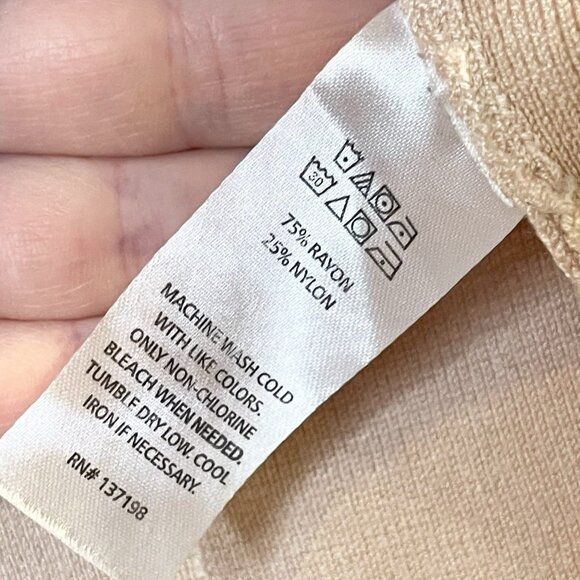 30
75% RAYON
25% NYLON
MACHINE WASH COLD
WITH LIKE COLORS.
ONLY NON-CHLORINE
BLEACH WHEN NEEDED.
TUMBLE DRY LOW. COOL
IRON IF NECESSARY.
RN# 137198